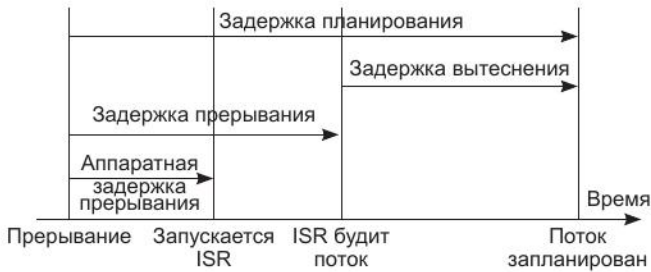 Задержка планирования
Задержка вытеснения
Задержка прерывания
Аппаратная
задержка
прерывания
Время
Прерывание Запускается ISR будит Поток
ISR поток запланирован